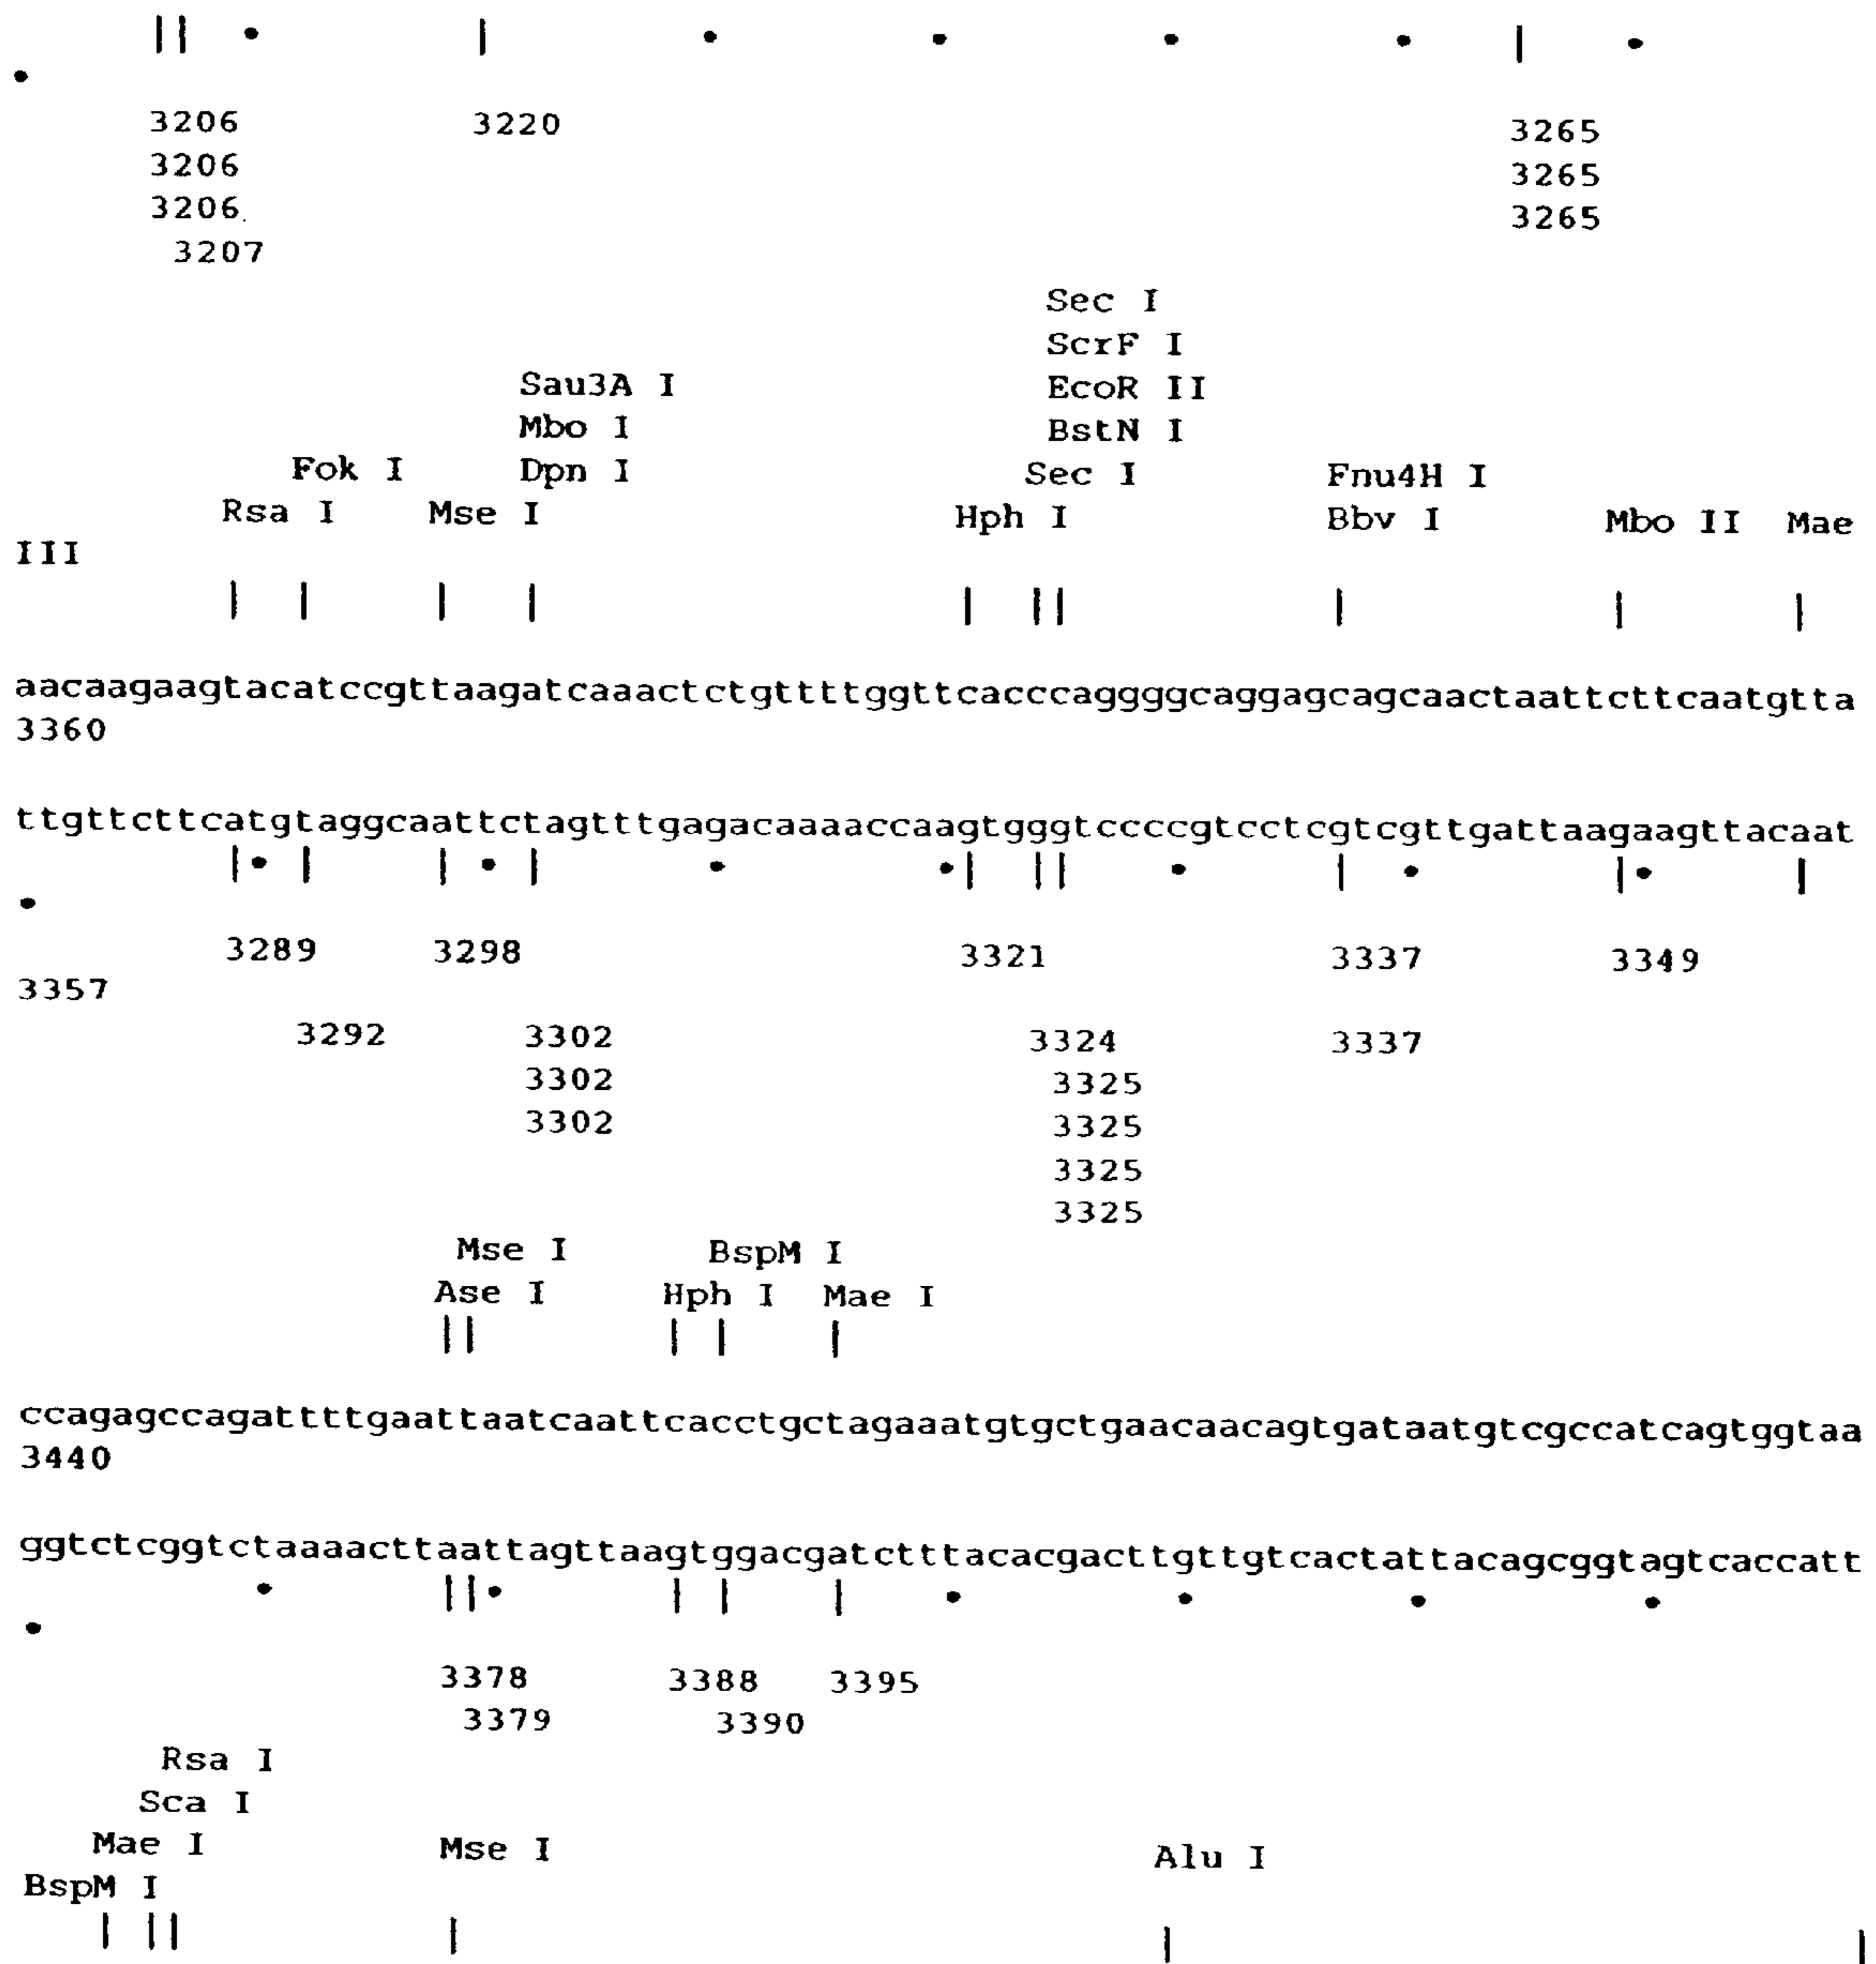 3206 3220 3265
3206 3265
3206 3265
3207
Sec I
ScrF I
Sau3A I EcoR II
Mbo I BstN I
Fok I Dpn I Sec I Fnu4H I
Rsa I Mse I Hph I Bbv I Mbo II Mae
III
aacaagaagtacatccgttaagatcaaactctgttttggttcacccaggggcaggagcagcaactaattcttcaatgtta
3360
ttgttcttcatgtaggcaattctagtttgagacaaaaccaagtgggtccccgtcctcgtcgttgattaagaagttacaat
3289 3298 3321 3337 3349
3357
3292 3302 3324 3337
3302 3325
3302 3325
3325
3325
Mse I BspM I
Ase I Hph I Mae I
ccagagccagattttgaattaatcaattcacctgctagaaatgtgctgaacaacagtgataatgtcgccatcagtggtaa
3440
ggtctcggtctaaaacttaattagttaagtggacgatctttacacgacttgttgtcactattacagcggtagtcaccatt
3378 3388 3395
3379 3390
Rsa I
Sca I
Mae I Mse I Alu I
BspM I